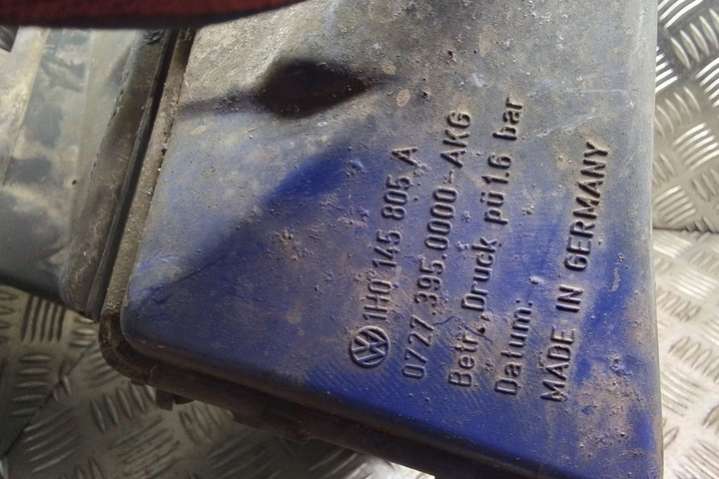 1H0 145 805 A
0727.395.0000-AKG
Betr.,Druck pü 1.6 bar
Datum:
MADE IN GERMANY